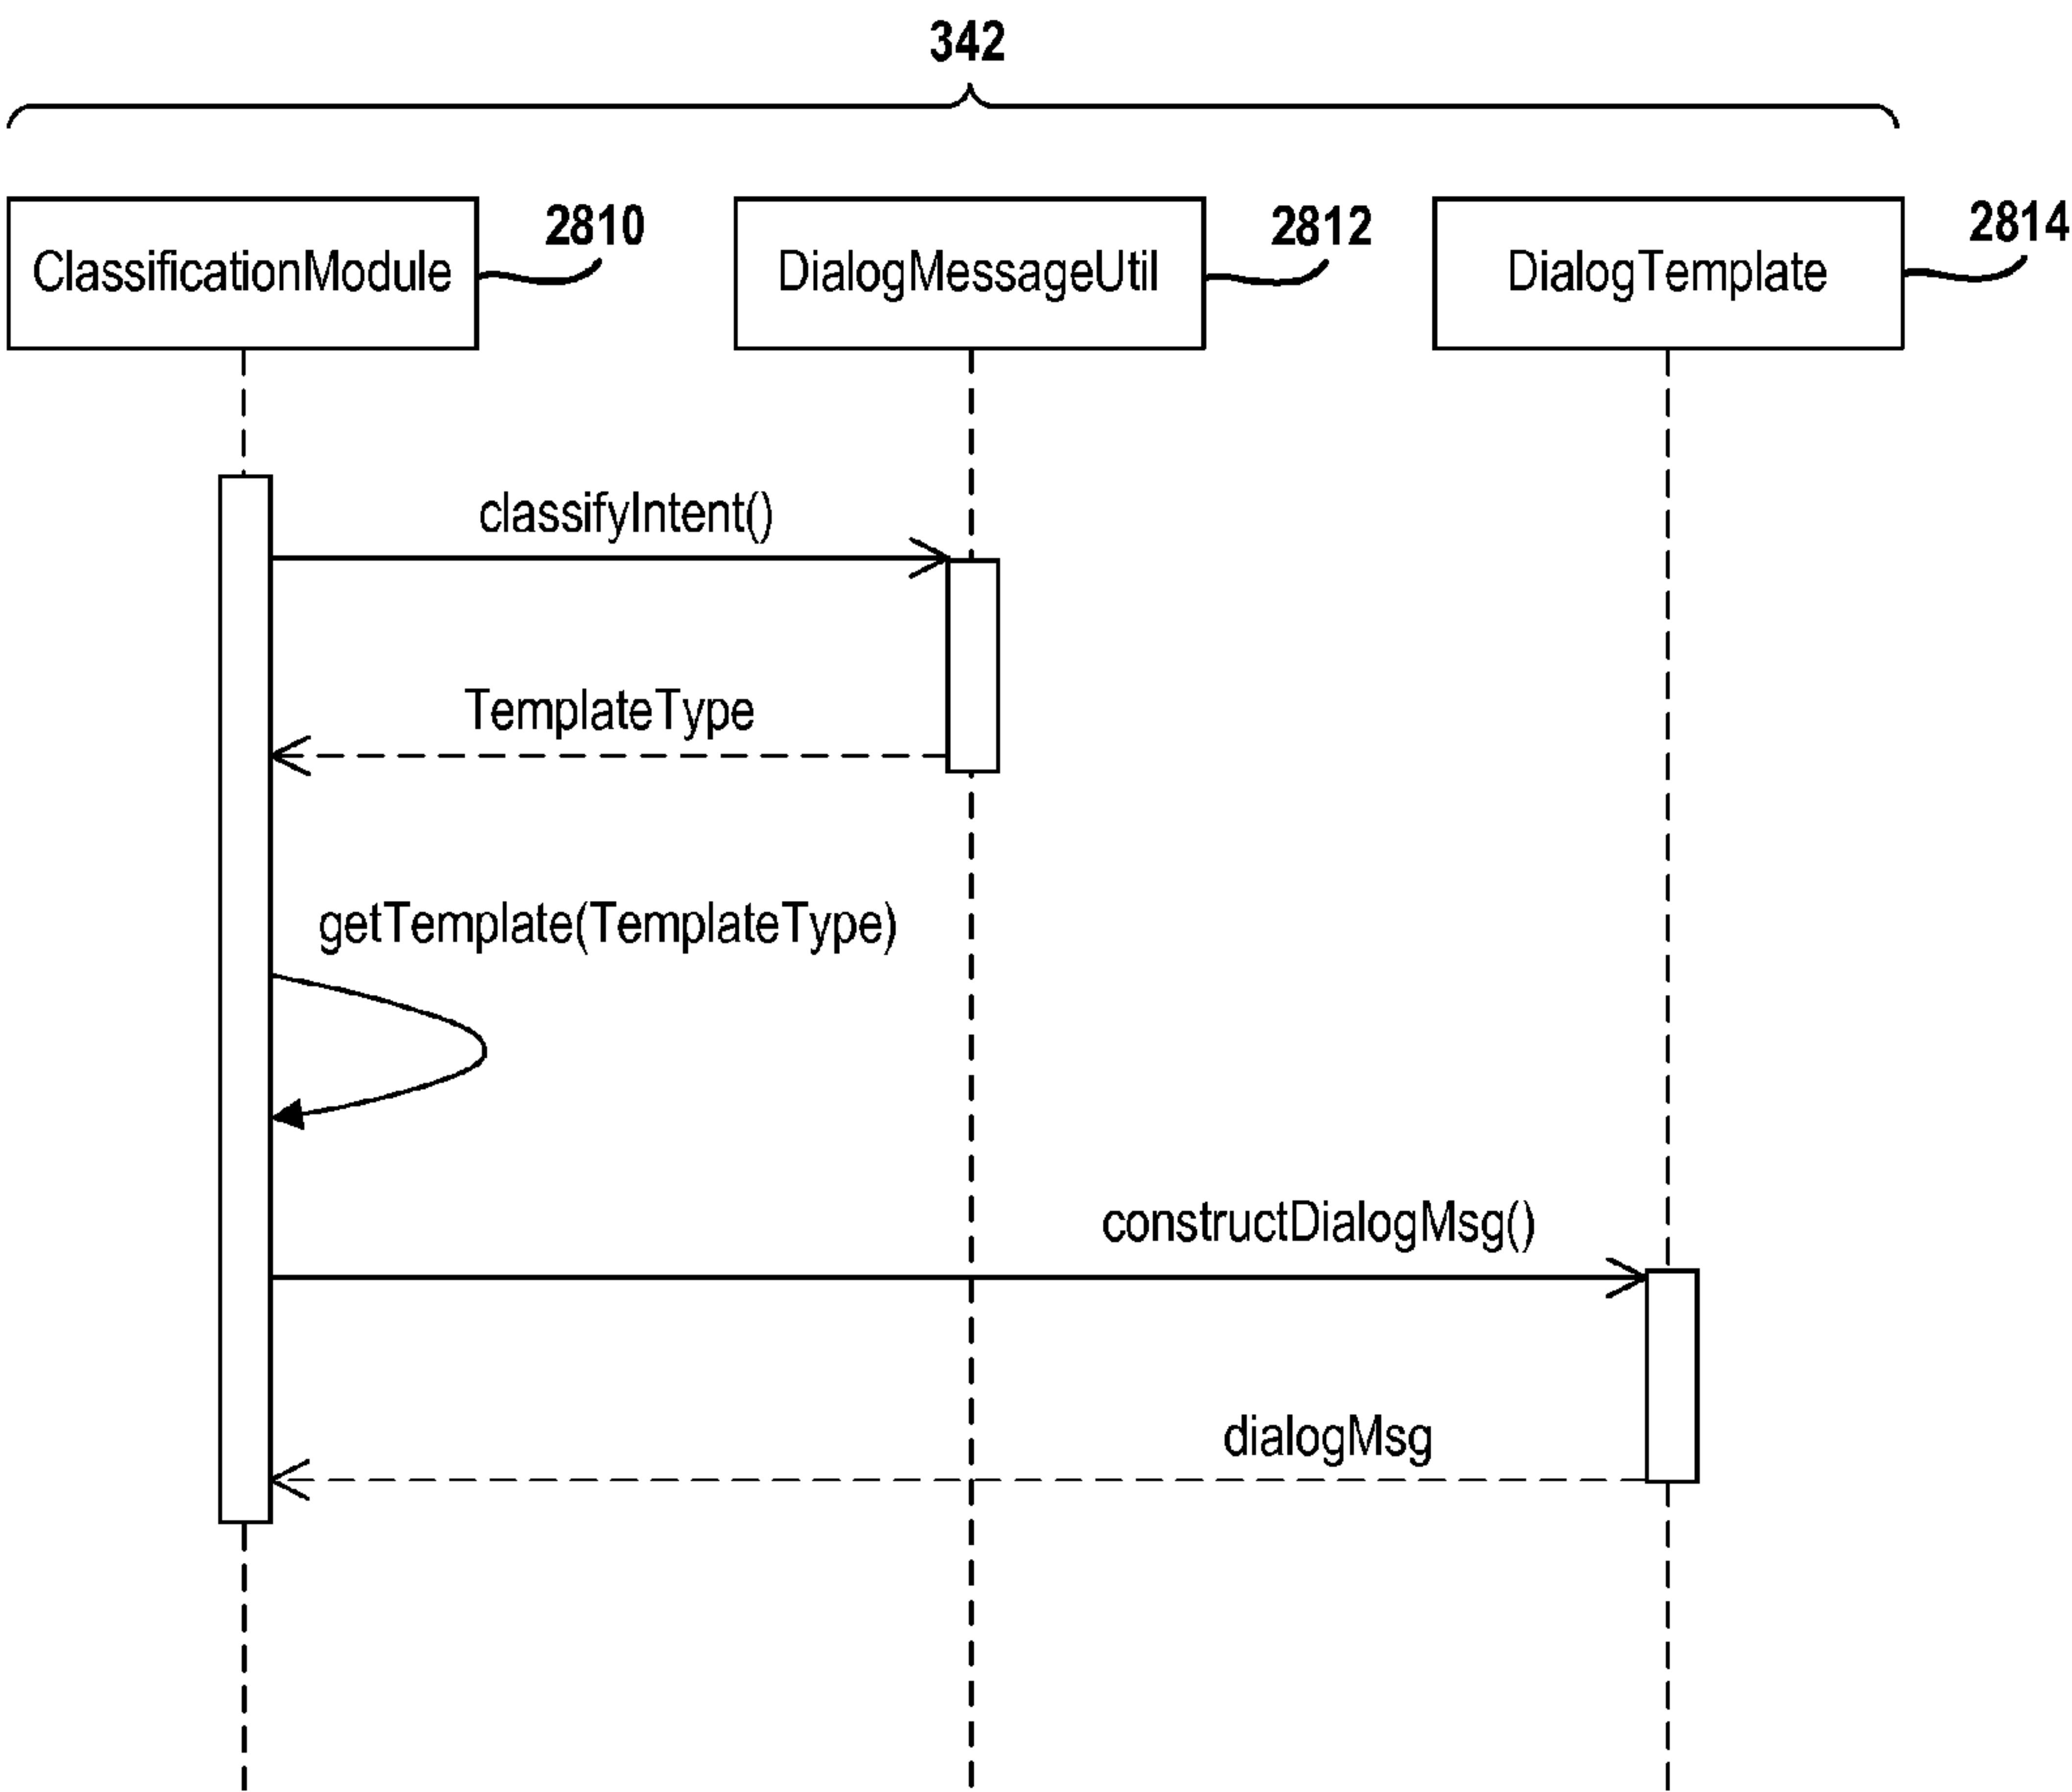 342
2810
2812
2814
ClassificationModule
DialogMessageUtil
DialogTemplate
classifyIntent()
TemplateType
getTemplate(TemplateType)
constructDialogMsg()
dialogMsg